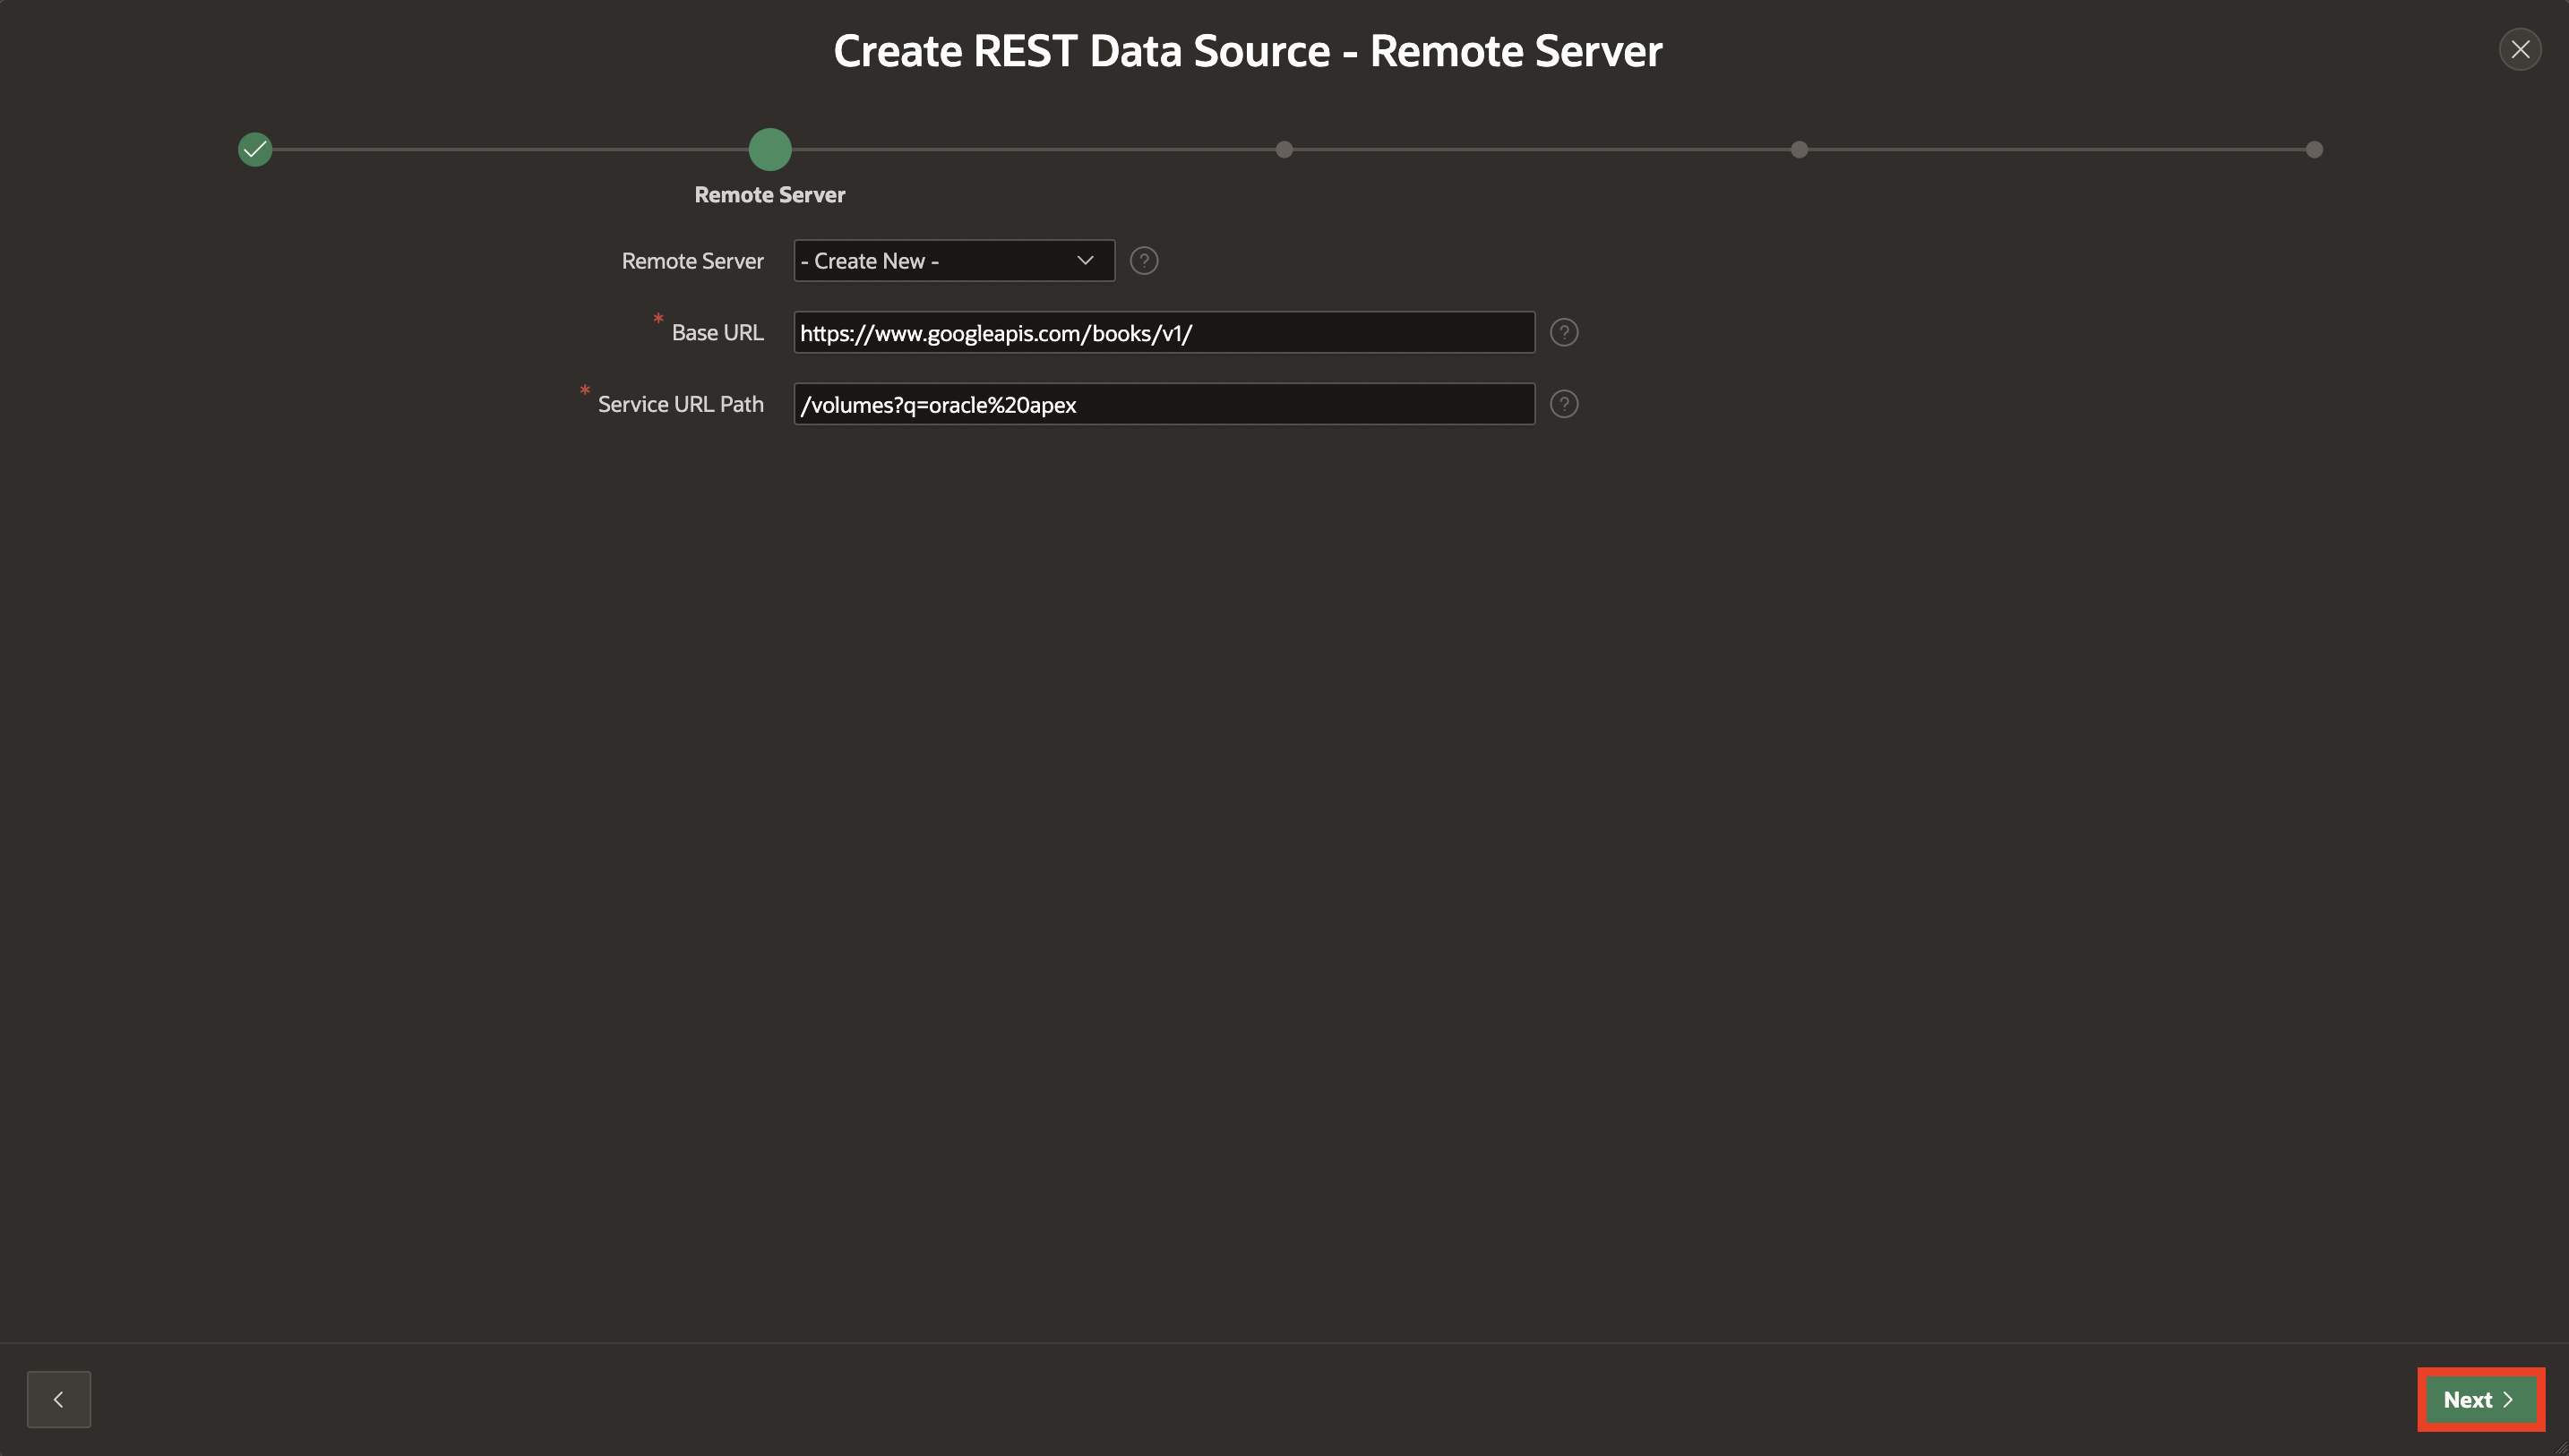 Create REST Data Source - Remote Server
Remote Server
Remote Server - Create New - ?
* Base URL https://www.googleapis.com/books/v1/ ?
* Service URL Path /volumes?q=oracle%20apex ?
Next